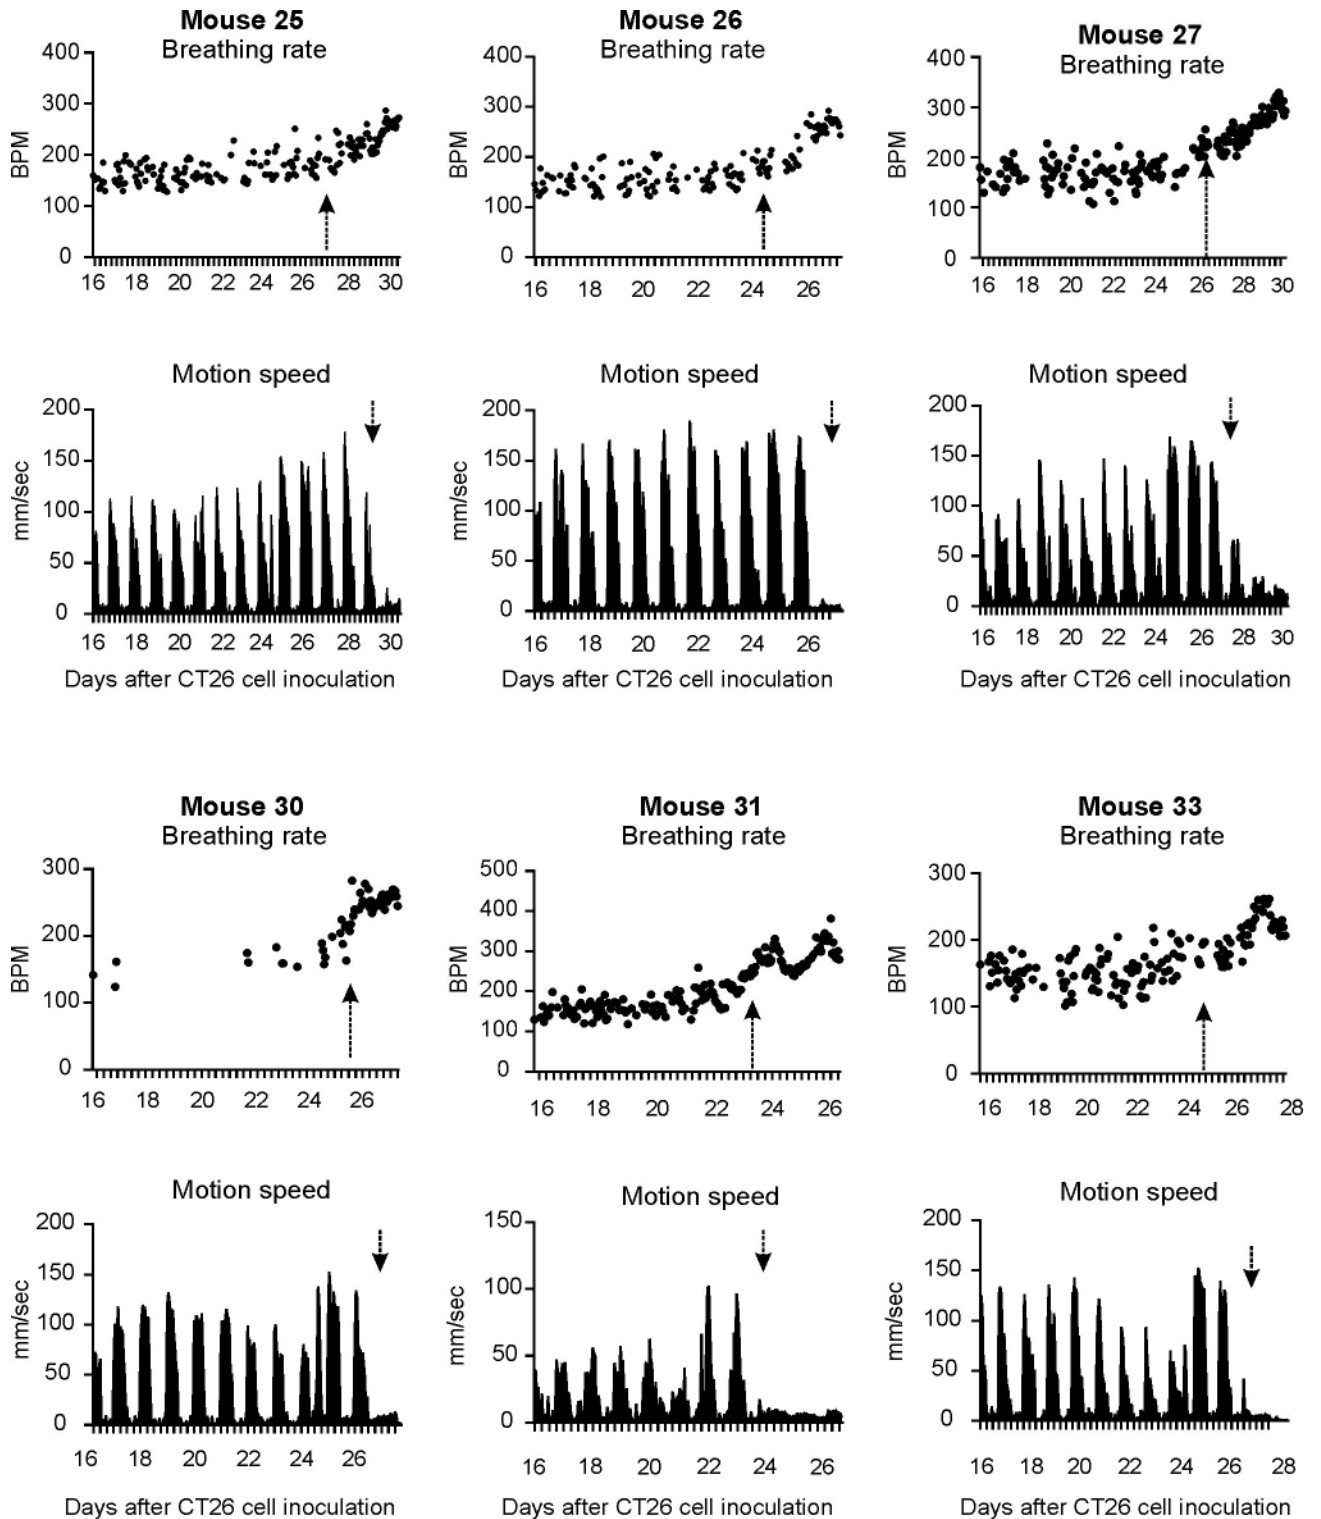 Mouse 25
Breathing rate
BPM
400
300
200
100
0
16 18 20 22 24 26 28 30
Motion speed
mm/sec
200
150
100
50
0
16 18 20 22 24 26 28 30
Days after CT26 cell inoculation
Mouse 26
Breathing rate
BPM
400
300
200
100
0
16 18 20 22 24 26
Motion speed
200
150
100
50
0
16 18 20 22 24 26
Days after CT26 cell inoculation
Mouse 27
Breathing rate
BPM
400
300
200
100
0
16 18 20 22 24 26 28 30
Motion speed
mm/sec
200
150
100
50
0
16 18 20 22 24 26 28 30
Days after CT26 cell inoculation
Mouse 30
Breathing rate
BPM
300
200
100
0
16 18 20 22 24 26
Motion speed
mm/sec
200
150
100
50
0
16 18 20 22 24 26
Days after CT26 cell inoculation
Mouse 31
Breathing rate
BPM
500
400
300
200
100
0
16 18 20 22 24 26
Motion speed
mm/sec
150
100
50
0
16 18 20 22 24 26
Days after CT26 cell inoculation
Mouse 33
Breathing rate
BPM
300
200
100
0
16 18 20 22 24 26 28
Motion speed
mm/sec
200
150
100
50
0
16 18 20 22 24 26 28
Days after CT26 cell inoculation